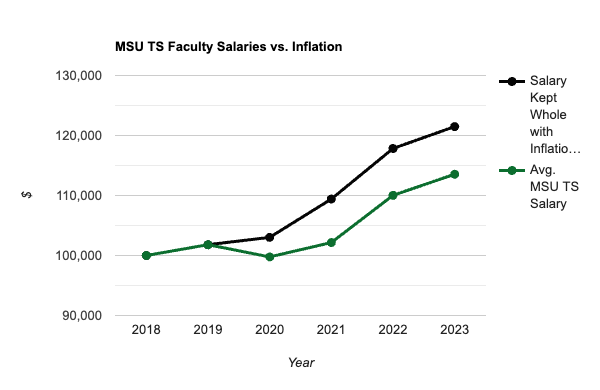 MSU TS Faculty Salaries vs. Inflation
130,000
120,000
110,000
100,000
90,000
$
2018 2019 2020 2021 2022 2023
Year
Salary
Kept
Whole
with
Inflatio…
Avg.
MSU TS
Salary